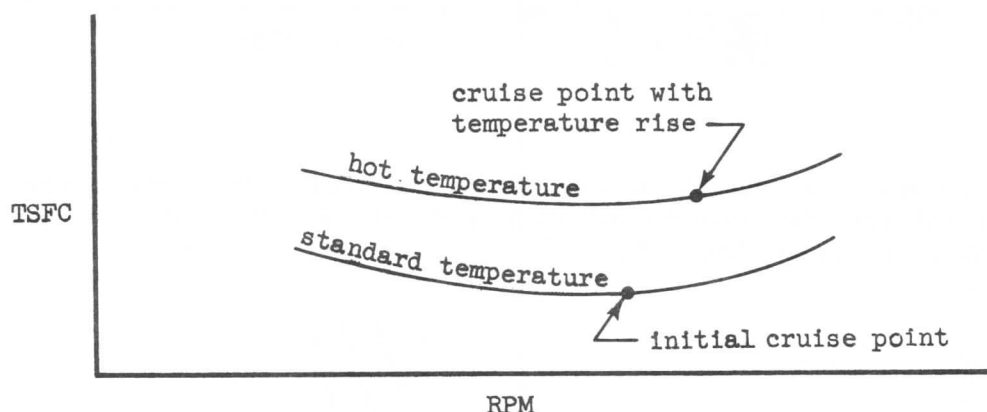 cruise point with
temperature rise
hot temperature
TSFC
standard temperature
initial cruise point
RPM